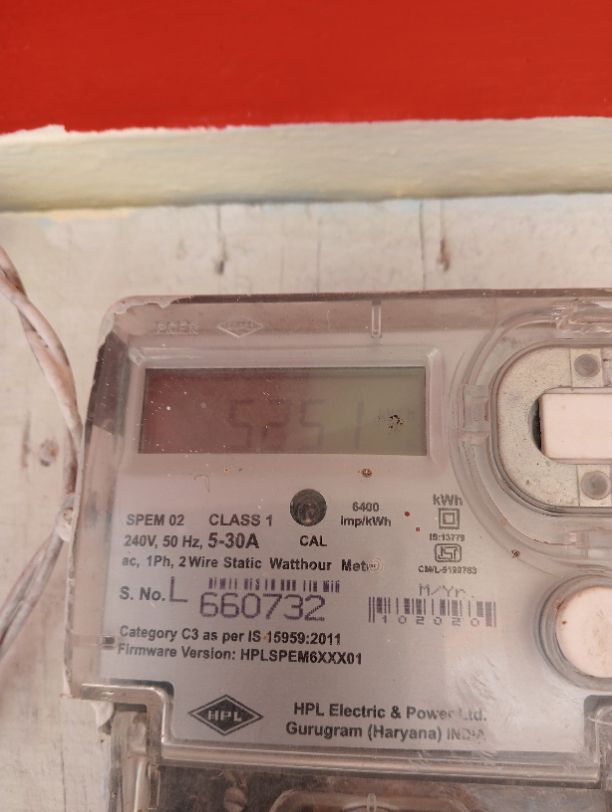 5251
SPEM 02 CLASS 1
240V, 50 Hz, 5-30A
CAL
6400
imp/kWh
kWh
IS:13779
CM/L-5190763
ac, 1Ph, 2 Wire Static Watthour Meter
S. No. L 660732
M/Yr.
102020
Category C3 as per IS 15959:2011
Firmware Version: HPLSPEM6XXX01
HPL
HPL Electric & Power Ltd.
Gurugram (Haryana) INDIA